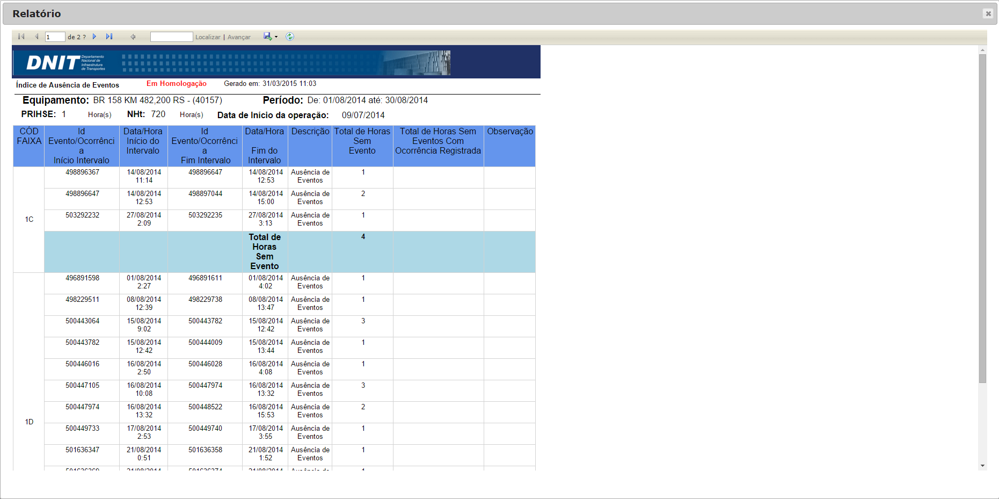 Relatório
1 de 2 ? Localizar | Avançar
DNIT Departamento
Nacional de
Infraestrutura
de Transportes
Índice de Ausência de Eventos Em Homologação Gerado em: 31/03/2015 11:03
Equipamento: BR 158 KM 482,200 RS - (40157) Período: De: 01/08/2014 até: 30/08/2014
PRIHSE: 1 Hora(s) NHt: 720 Hora(s) Data de Início da operação: 09/07/2014
CÓD Id Data/Hora Id Data/Hora Descrição Total de Horas Total de Horas Sem Observação
FAIXA Evento/Ocorrênci Início do Evento/Ocorrênci Sem Eventos Com
a Intervalo a Fim do Evento Ocorrência Registrada
Início Intervalo Fim Intervalo Intervalo
498896367 14/08/2014 498896647 14/08/2014 Ausência de 1
11:14 12:53 Eventos
498896647 14/08/2014 498897044 14/08/2014 Ausência de 2
12:53 15:00 Eventos
503292232 27/08/2014 503292235 27/08/2014 Ausência de 1
1C 2:09 3:13 Eventos
Total de 4
Horas
Sem
Evento
496891598 01/08/2014 496891611 01/08/2014 Ausência de 1
2:27 4:02 Eventos
498229511 08/08/2014 498229738 08/08/2014 Ausência de 1
12:39 13:47 Eventos
500443064 15/08/2014 500443782 15/08/2014 Ausência de 3
9:02 12:42 Eventos
500443782 15/08/2014 500444009 15/08/2014 Ausência de 1
12:42 13:44 Eventos
500446016 16/08/2014 500446028 16/08/2014 Ausência de 1
2:50 4:08 Eventos
500447105 16/08/2014 500447974 16/08/2014 Ausência de 3
10:08 13:32 Eventos
500447974 16/08/2014 500448522 16/08/2014 Ausência de 2
13:32 15:53 Eventos
1D
500449733 17/08/2014 500449740 17/08/2014 Ausência de 1
2:53 3:55 Eventos
501636347 21/08/2014 501636358 21/08/2014 Ausência de 1
0:51 1:52 Eventos